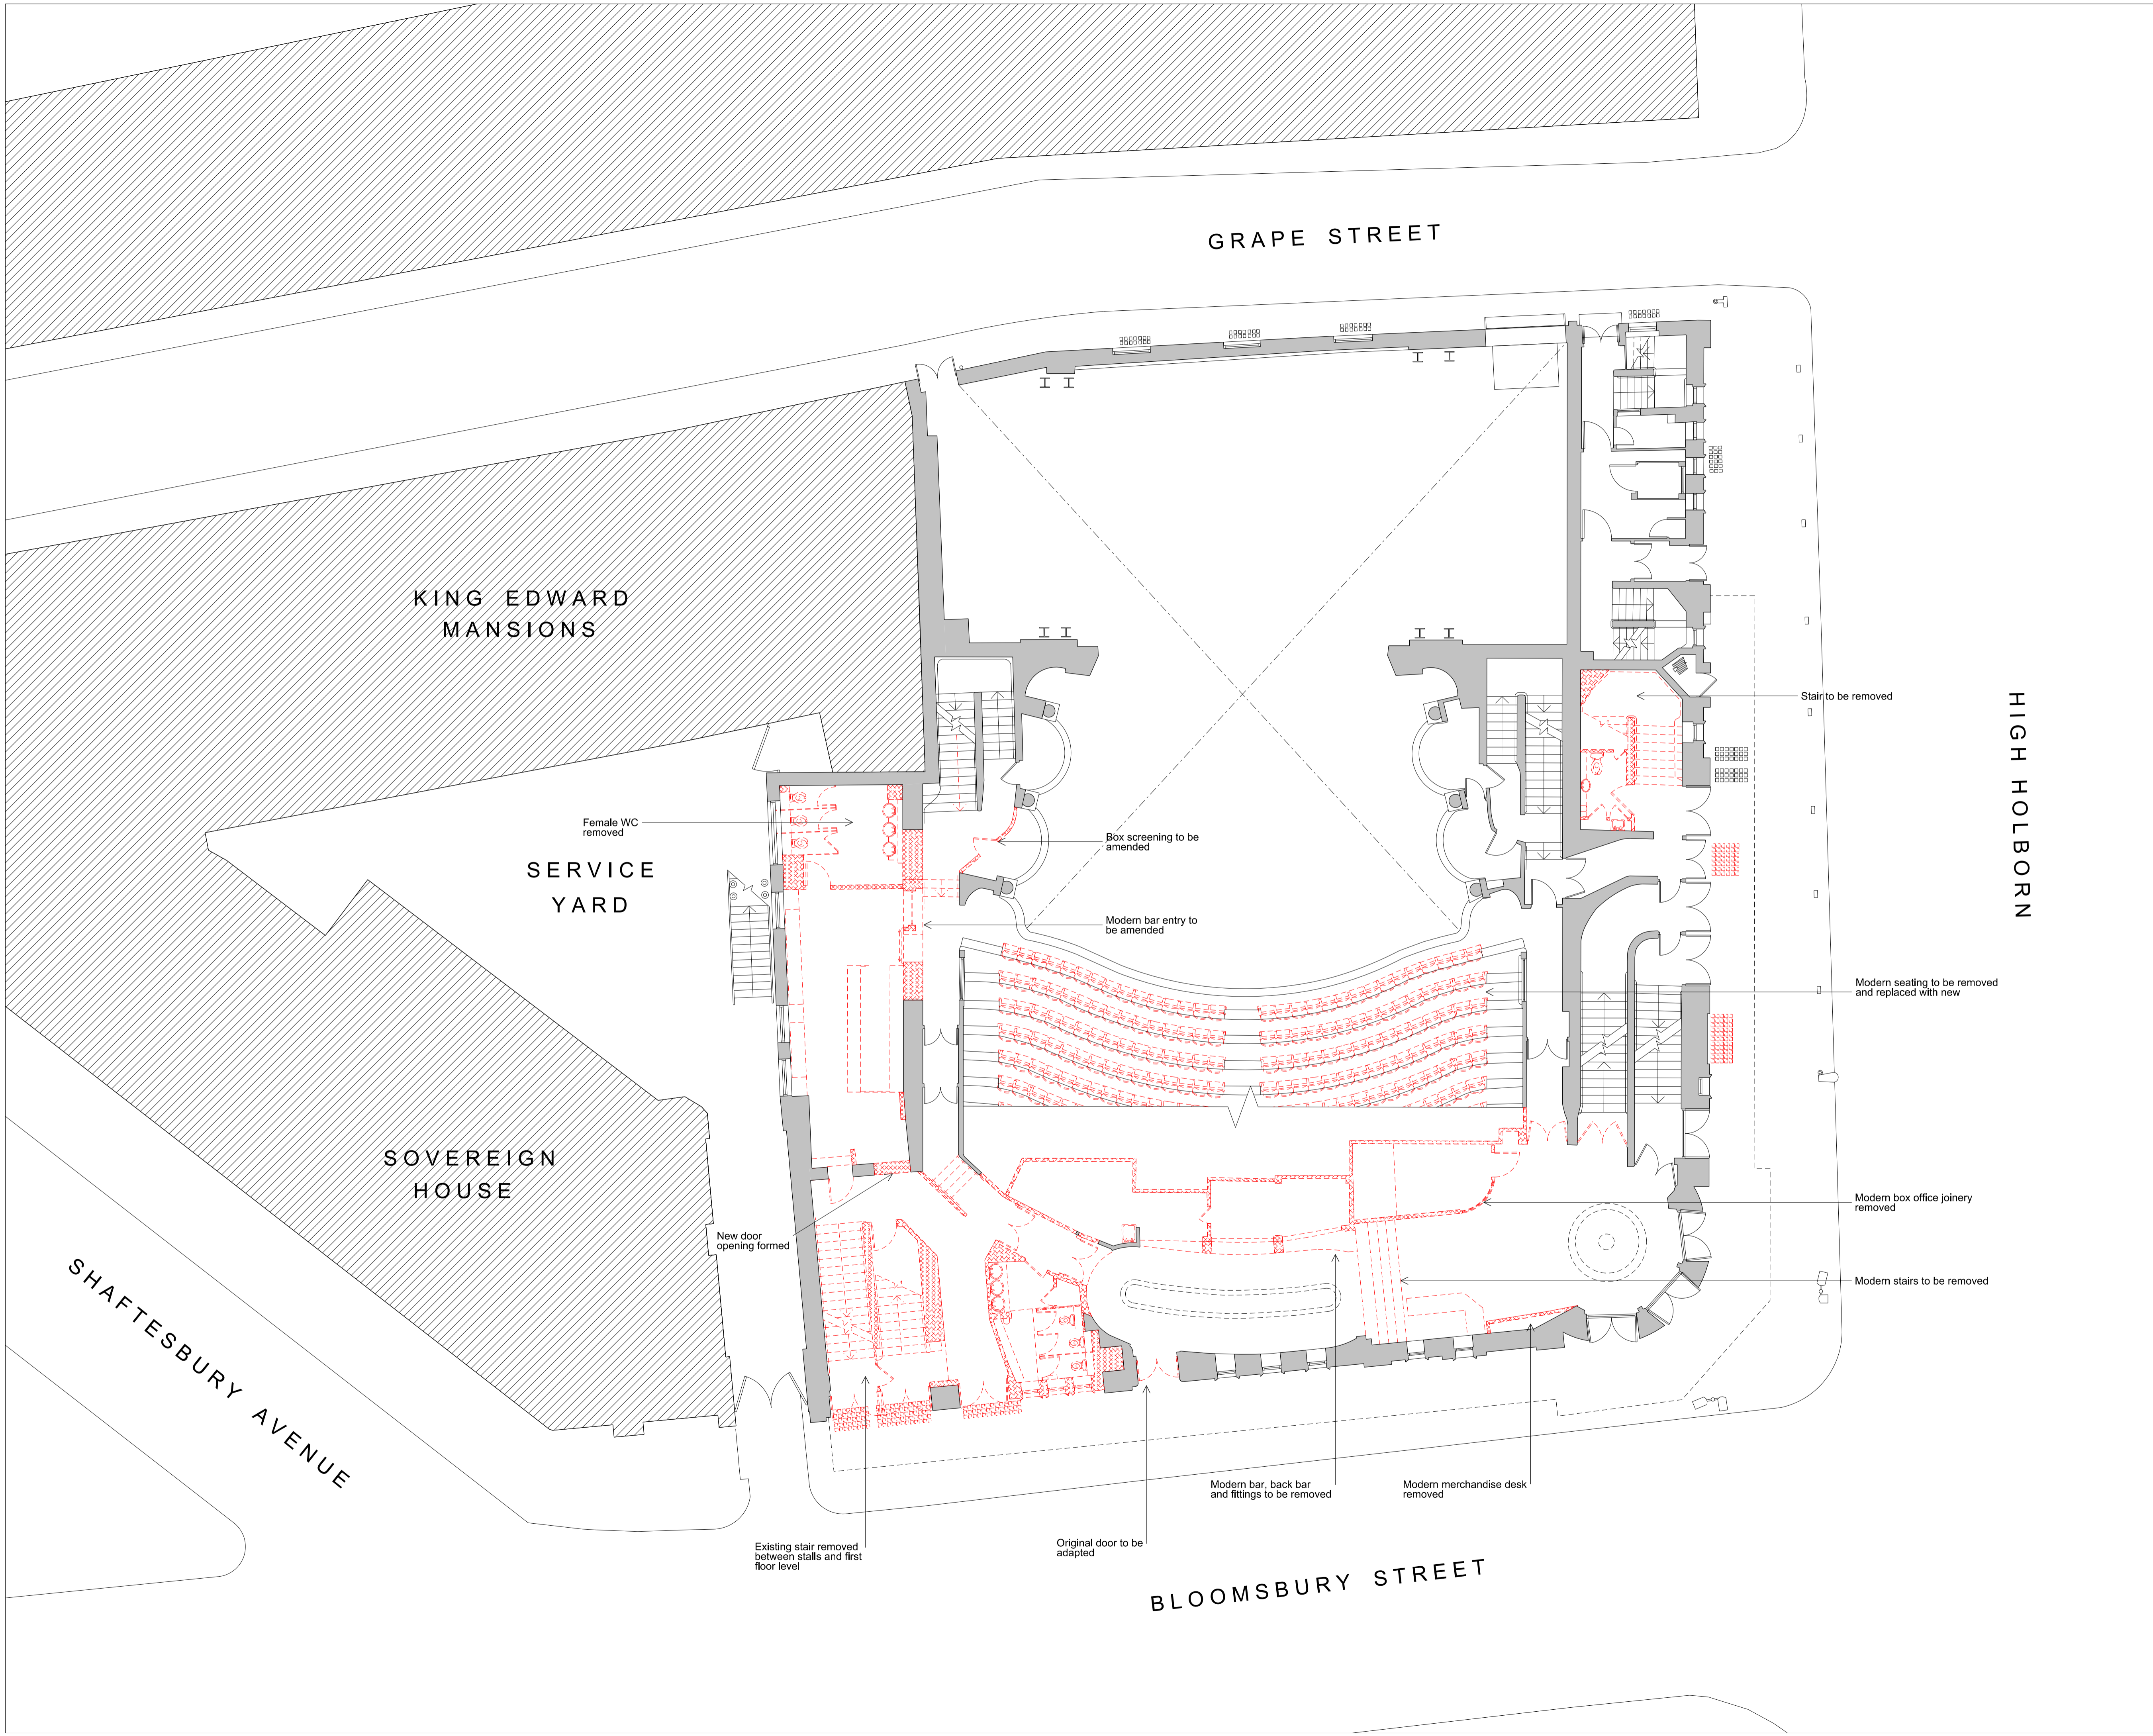 GRAPE STREET
KING EDWARD
MANSIONS
Stair to be removed
HIGH HOLBORN
Female WC
removed
Box screening to be
amended
SERVICE
YARD
Modern bar entry to
be amended
Modern seating to be removed
and replaced with new
SOVEREIGN
HOUSE
Modern box office joinery
removed
New door
opening formed
Modern stairs to be removed
SHAFTESBURY AVENUE
Modern bar, back bar
and fittings to be removed
Modern merchandise desk
removed
Existing stair removed
between stalls and first
floor level
Original door to be
adapted
BLOOMSBURY STREET